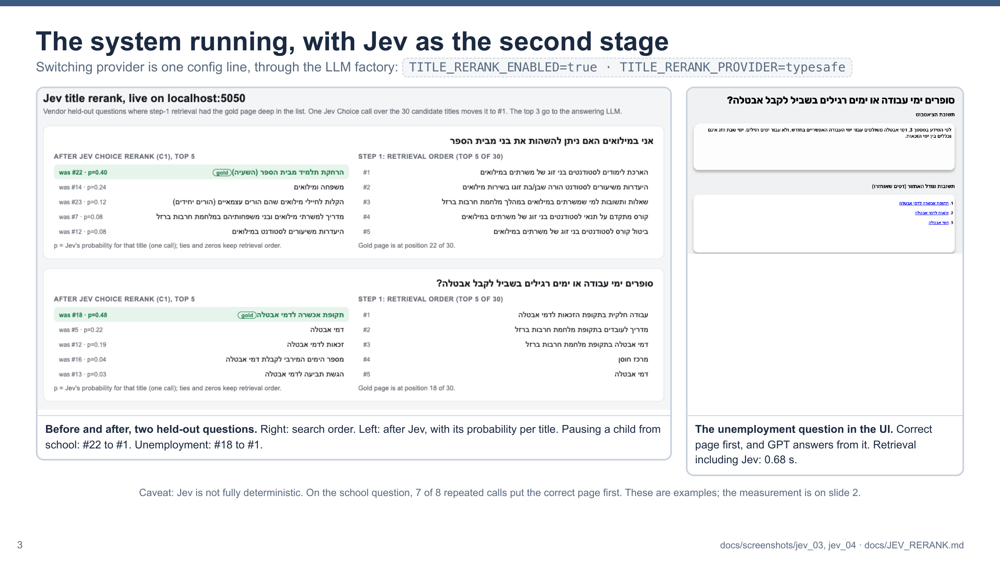 The system running, with Jev as the second stage
Switching provider is one config line, through the LLM factory: TITLE_RERANK_ENABLED=true · TITLE_RERANK_PROVIDER=typesafe
Jev title rerank, live on localhost:5050
Vendor held-out questions where step-1 retrieval had the gold page deep in the list. One Jev Choice call over the 30 candidate titles moves it to #1. The top 3 go to the answering LLM.
אני במילואים האם ניתן להשהות את בני מבית הספר
AFTER JEV CHOICE RERANK (C1), TOP 5
was #22 · p=0.40 הרחקת תלמיד מבית הספר (השעיה) gold
was #14 · p=0.24 משפחה ומילואים
was #23 · p=0.12 הקלות לחיילי מילואים שהם הורים עצמאיים (הורים יחידים)
was #7 · p=0.08 מדריך למשרתי מילואים ובני משפחותיהם במלחמת חרבות ברזל
was #12 · p=0.08 היעדרות משיעורים לסטודנט במילואים
p = Jev's probability for that title (one call); ties and zeros keep retrieval order.
STEP 1: RETRIEVAL ORDER (TOP 5 OF 30)
#1 הארכת לימודים לסטודנטים בני זוג של משרתים במילואים
#2 היעדרות משיעורים לסטודנט הורה שבן/בת זוגו בשירות מילואים
#3 שאלות ותשובות למי שמשרתים במילואים במהלך מלחמת חרבות ברזל
#4 קורס מתקדם על תנאי לסטודנטים בני זוג של משרתים במילואים
#5 ביטול קורס לסטודנטים בני זוג של משרתים במילואים
Gold page is at position 22 of 30.
סופרים ימי עבודה או ימים רגילים בשביל לקבל אבטלה?
AFTER JEV CHOICE RERANK (C1), TOP 5
was #18 · p=0.48 תקופת אכשרה לדמי אבטלה gold
was #5 · p=0.22 דמי אבטלה
was #12 · p=0.19 זכאות לדמי אבטלה
was #16 · p=0.04 מספר הימים המירבי לקבלת דמי אבטלה
was #13 · p=0.03 הגשת תביעה לדמי אבטלה
p = Jev's probability for that title (one call); ties and zeros keep retrieval order.
STEP 1: RETRIEVAL ORDER (TOP 5 OF 30)
#1 עבודה חלקית בתקופת הזכאות לדמי אבטלה
#2 מדריך לעובדים בתקופת מלחמת חרבות ברזל
#3 דמי אבטלה בתקופת מלחמת חרבות ברזל
#4 מרכז חוסן
#5 דמי אבטלה
Gold page is at position 18 of 30.
Before and after, two held-out questions. Right: search order. Left: after Jev, with its probability per title. Pausing a child from
school: #22 to #1. Unemployment: #18 to #1.
סופרים ימי עבודה או ימים רגילים בשביל לקבל אבטלה?
תשובת הצ׳אטבוט
לפי המידע במסמך 3, דמי אבטלה משולמים עבור ימי העבודה האפשריים בחודש, ולא עבור ימים רגילים. ימי שבת וחג אינם
נכללים בין ימי הזכאות.
תשובות מודל האחזור (דפים שאוחזרו)
1. תקופת אכשרה לדמי אבטלה
2. זכאות לדמי אבטלה
3. דמי אבטלה
The unemployment question in the UI. Correct
page first, and GPT answers from it. Retrieval
including Jev: 0.68 s.
Caveat: Jev is not fully deterministic. On the school question, 7 of 8 repeated calls put the correct page first. These are examples; the measurement is on slide 2.
3
docs/screenshots/jev_03, jev_04 · docs/JEV_RERANK.md